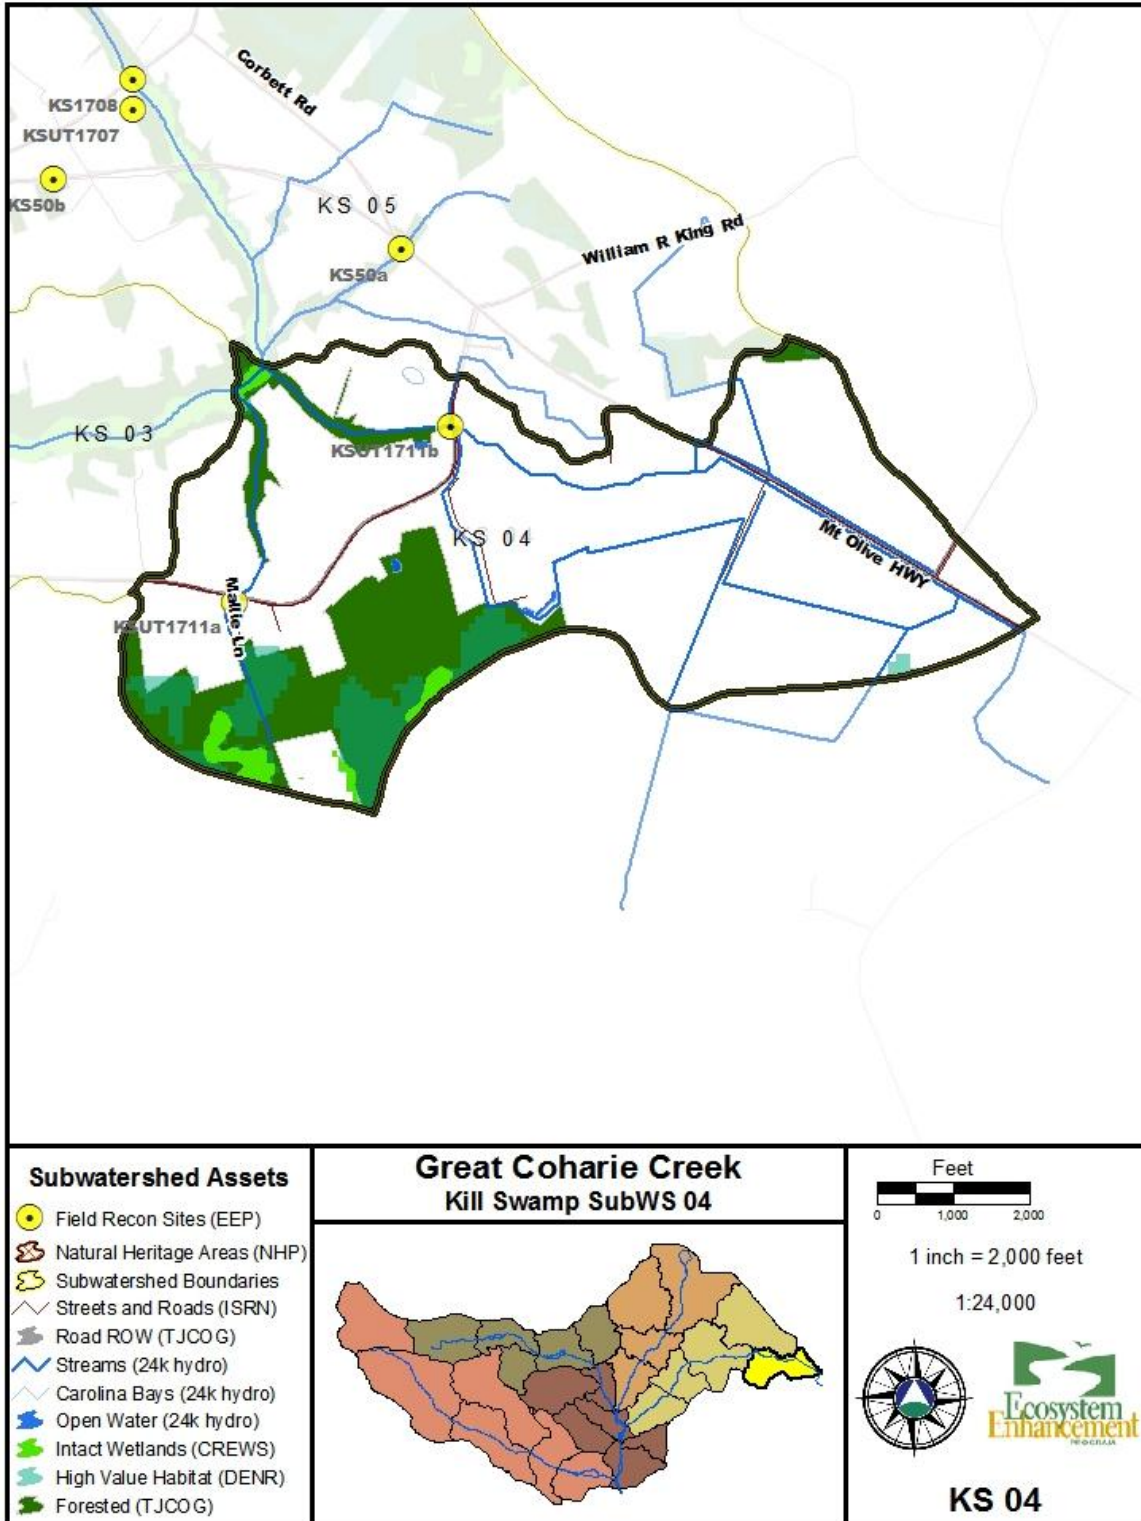 Corbett Rd
KS1708
KSUT1707
KS50b
KS 05
William R King Rd
KS50a
KS 03
KSUT1711b
KS 04
Mt Olive HWY
Mallie Ln
KSUT1711a
Subwatershed Assets
Field Recon Sites (EEP)
Natural Heritage Areas (NHP)
Subwatershed Boundaries
Streets and Roads (ISRN)
Road ROW (TJCOG)
Streams (24k hydro)
Carolina Bays (24k hydro)
Open Water (24k hydro)
Intact Wetlands (CREWS)
High Value Habitat (DENR)
Forested (TJCOG)
Great Coharie Creek
Kill Swamp SubWS 04
Feet
0 1,000 2,000
1 inch = 2,000 feet
1:24,000
Ecosystem
Enhancement
KS 04